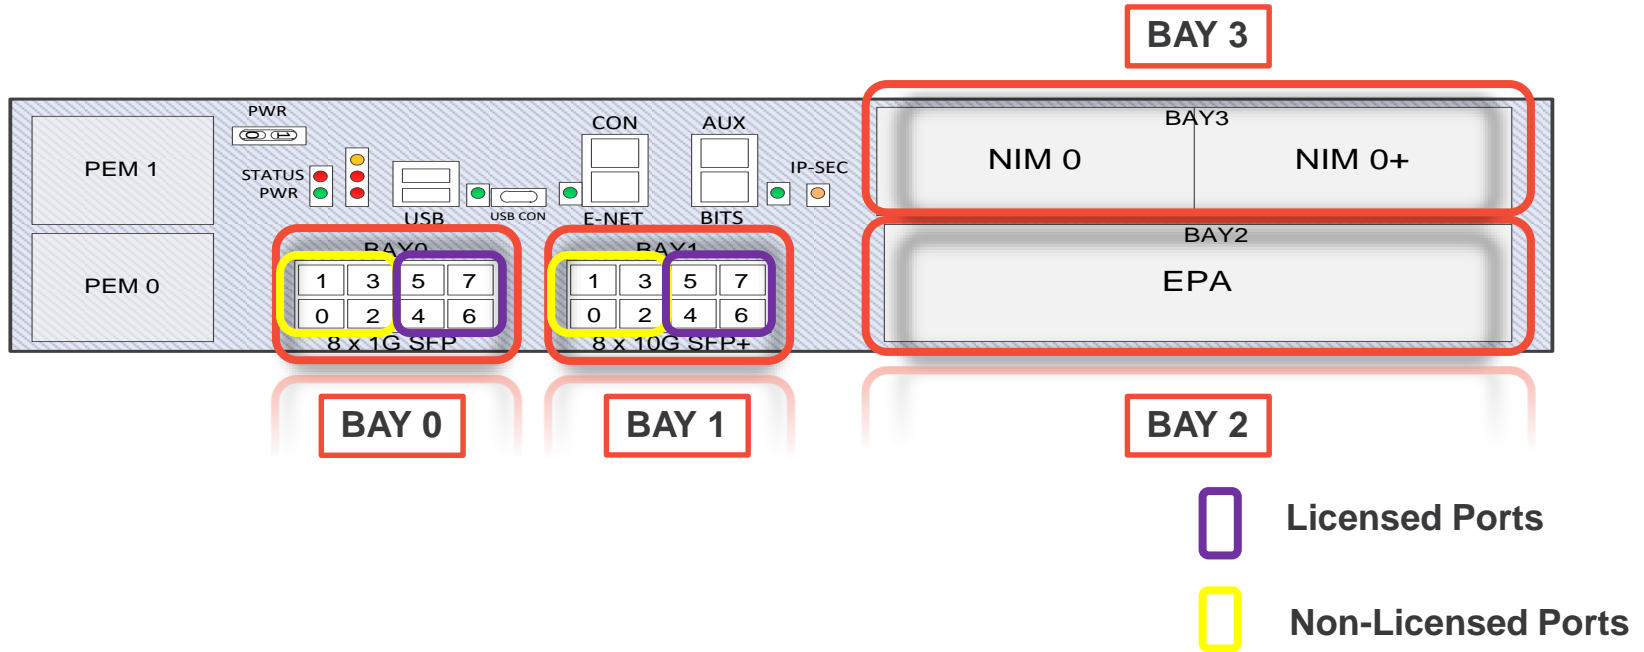 BAY 3
PWR
CON
AUX
BAY3
PEM 1
STATUS
PWR
IP-SEC
NIM 0
NIM 0+
USB
USB CON
E-NET
BITS
BAY0
BAY1
BAY2
PEM 0
1 3 5 7
0 2 4 6
8 x 1G SFP
1 3 5 7
0 2 4 6
8 x 10G SFP+
EPA
BAY 0
BAY 1
BAY 2
Licensed Ports
Non-Licensed Ports